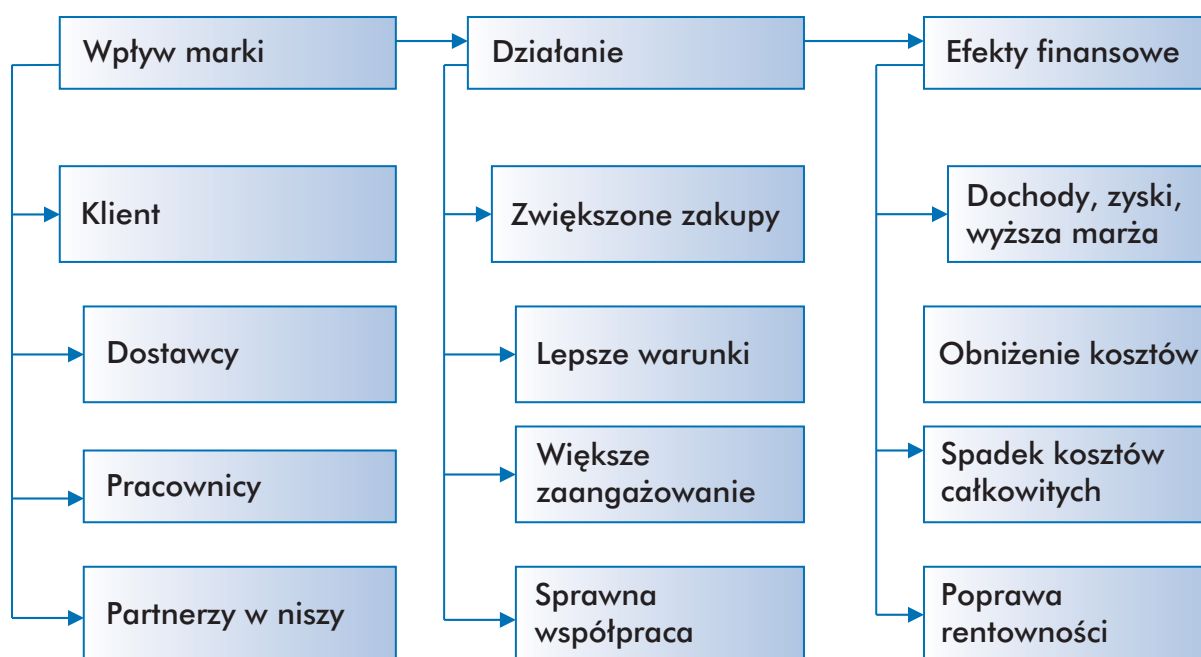 Wpływ marki
Działanie
Efekty finansowe
Klient
Zwiększone zakupy
Dochody, zyski,
wyższa marża
Dostawcy
Lepsze warunki
Obniżenie kosztów
Pracownicy
Większe
zaangażowanie
Spadek kosztów
całkowitych
Partnerzy w niszy
Sprawna
współpraca
Poprawa
rentowności